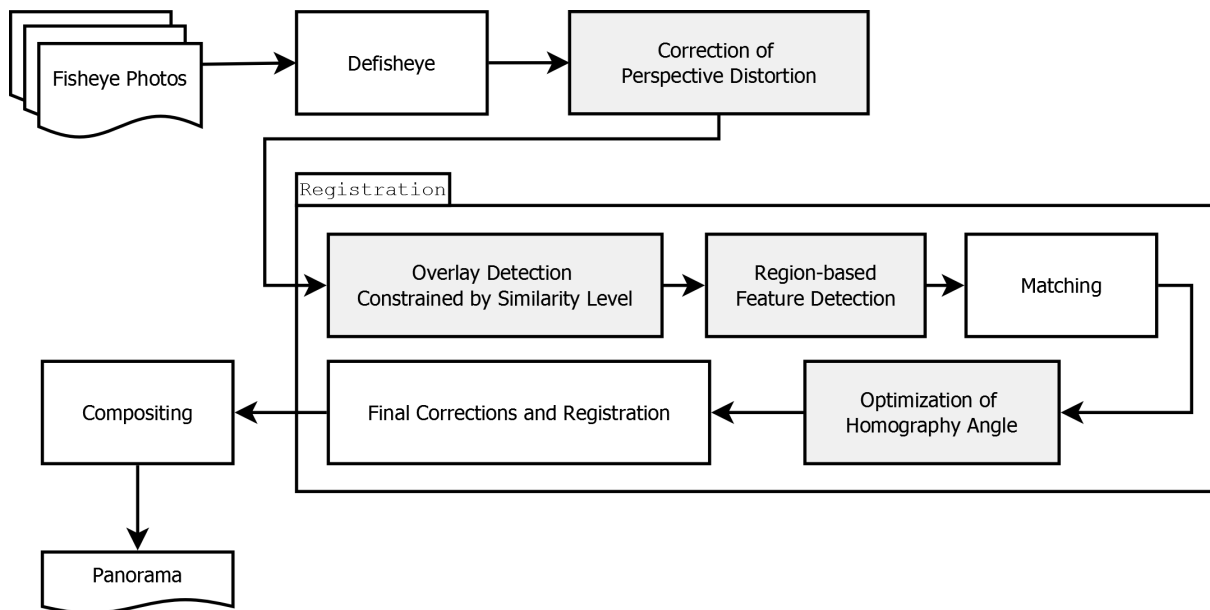 Fisheye Photos
Defisheye
Correction of
Perspective Distortion
Registration
Overlay Detection
Constrained by Similarity Level
Region-based
Feature Detection
Matching
Optimization of
Homography Angle
Final Corrections and Registration
Compositing
Panorama